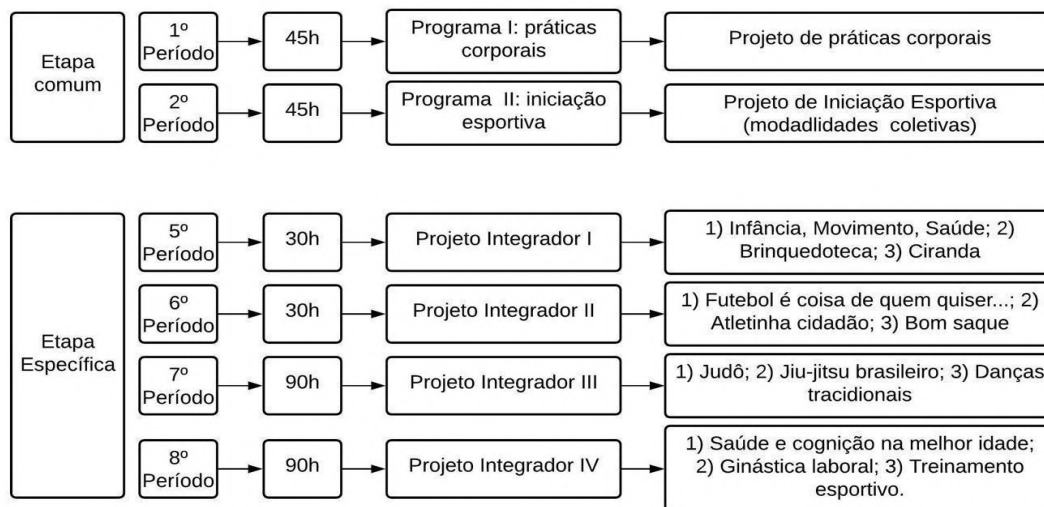 Etapa
comum
1º
Período
45h
Programa I: práticas
corporais
Projeto de práticas corporais
2º
Período
45h
Programa II: iniciação
esportiva
Projeto de Iniciação Esportiva
(modadlidades coletivas)
Etapa
Específica
5º
Período
30h
Projeto Integrador I
1) Infância, Movimento, Saúde; 2)
Brinquedoteca; 3) Ciranda
6º
Período
30h
Projeto Integrador II
1) Futebol é coisa de quem quiser...; 2)
Atletinha cidadão; 3) Bom saque
7º
Período
90h
Projeto Integrador III
1) Judô; 2) Jiu-jitsu brasileiro; 3) Danças
tracidionais
8º
Período
90h
Projeto Integrador IV
1) Saúde e cognição na melhor idade;
2) Ginástica laboral; 3) Treinamento
esportivo.